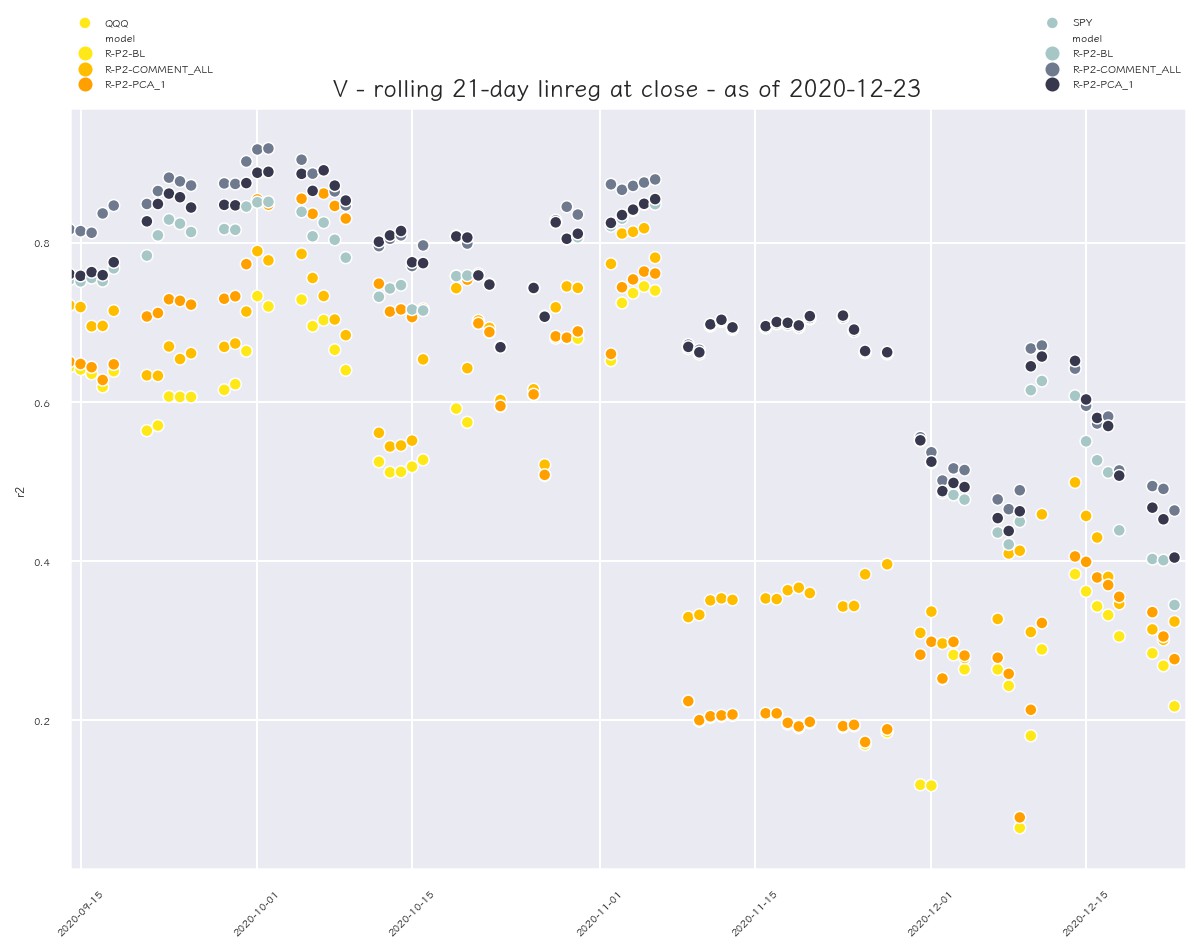 QQQ
model
R-P2-BL
R-P2-COMMENT_ALL
R-P2-PCA_1
SPY
model
R-P2-BL
R-P2-COMMENT_ALL
R-P2-PCA_1
V - rolling 21-day linreg at close - as of 2020-12-23
0.8
0.6
0.4
0.2
r2
2020-09-15
2020-10-01
2020-10-15
2020-11-01
2020-11-15
2020-12-01
2020-12-15